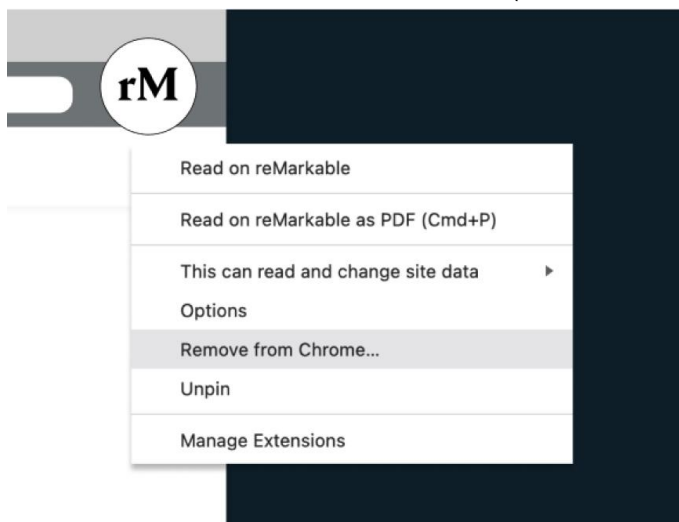 rM
Read on reMarkable
Read on reMarkable as PDF (Cmd+P)
This can read and change site data
Options
Remove from Chrome...
Unpin
Manage Extensions